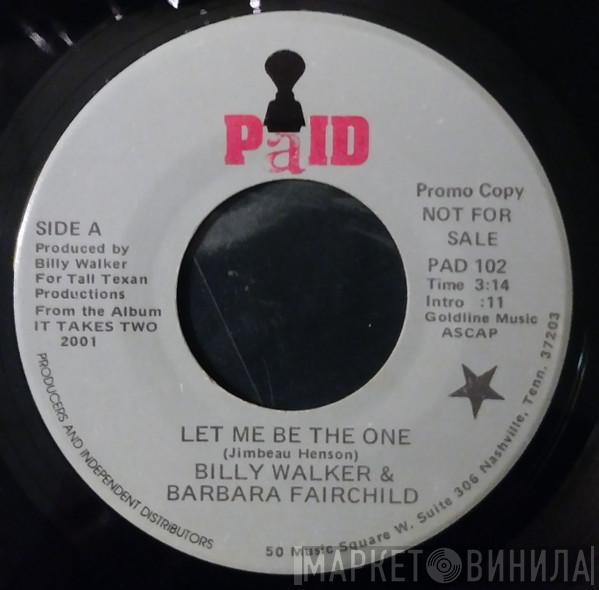 PaID
SIDE A
Produced by
Billy Walker
For Tall Texan
Productions
From the Album
IT TAKES TWO
2001
Promo Copy
NOT FOR
SALE
PAD 102
Time 3:14
Intro :11
Goldline Music
ASCAP
LET ME BE THE ONE
(Jimbeau Henson)
BILLY WALKER &
BARBARA FAIRCHILD
PRODUCERS AND INDEPENDENT DISTRIBUTORS
50 Music Square W. Suite 306 Nashville, Tenn. 37203
МАРКЕТ ВИНИЛА